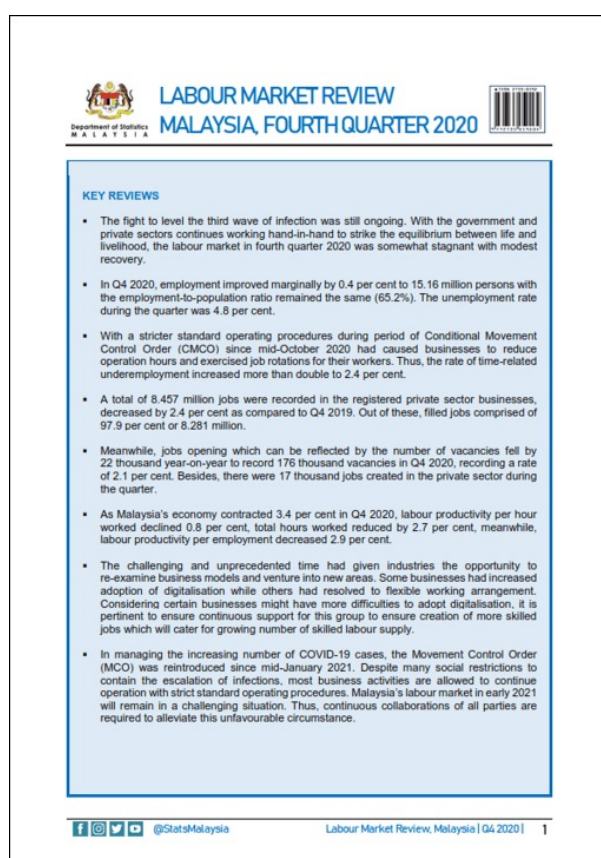 LABOUR MARKET REVIEW
MALAYSIA, FOURTH QUARTER 2020
Department of Statistics
MALAYSIA
KEY REVIEWS
▪ The fight to level the third wave of infection was still ongoing. With the government and
private sectors continues working hand-in-hand to strike the equilibrium between life and
livelihood, the labour market in fourth quarter 2020 was somewhat stagnant with modest
recovery.
▪ In Q4 2020, employment improved marginally by 0.4 per cent to 15.16 million persons with
the employment-to-population ratio remained the same (65.2%). The unemployment rate
during the quarter was 4.8 per cent.
▪ With a stricter standard operating procedures during period of Conditional Movement
Control Order (CMCO) since mid-October 2020 had caused businesses to reduce
operation hours and exercised job rotations for their workers. Thus, the rate of time-related
underemployment increased more than double to 2.4 per cent.
▪ A total of 8.457 million jobs were recorded in the registered private sector businesses,
decreased by 2.4 per cent as compared to Q4 2019. Out of these, filled jobs comprised of
97.9 per cent or 8.281 million.
▪ Meanwhile, jobs opening which can be reflected by the number of vacancies fell by
22 thousand year-on-year to record 176 thousand vacancies in Q4 2020, recording a rate
of 2.1 per cent. Besides, there were 17 thousand jobs created in the private sector during
the quarter.
▪ As Malaysia's economy contracted 3.4 per cent in Q4 2020, labour productivity per hour
worked declined 0.8 per cent, total hours worked reduced by 2.7 per cent, meanwhile,
labour productivity per employment decreased 2.9 per cent.
▪ The challenging and unprecedented time had given industries the opportunity to
re-examine business models and venture into new areas. Some businesses had increased
adoption of digitalisation while others had resolved to flexible working arrangement.
Considering certain businesses might have more difficulties to adopt digitalisation, it is
pertinent to ensure continuous support for this group to ensure creation of more skilled
jobs which will cater for growing number of skilled labour supply.
▪ In managing the increasing number of COVID-19 cases, the Movement Control Order
(MCO) was reintroduced since mid-January 2021. Despite many social restrictions to
contain the escalation of infections, most business activities are allowed to continue
operation with strict standard operating procedures. Malaysia's labour market in early 2021
will remain in a challenging situation. Thus, continuous collaborations of all parties are
required to alleviate this unfavourable circumstance.
@StatsMalaysia
Labour Market Review, Malaysia | Q4 2020 | 1